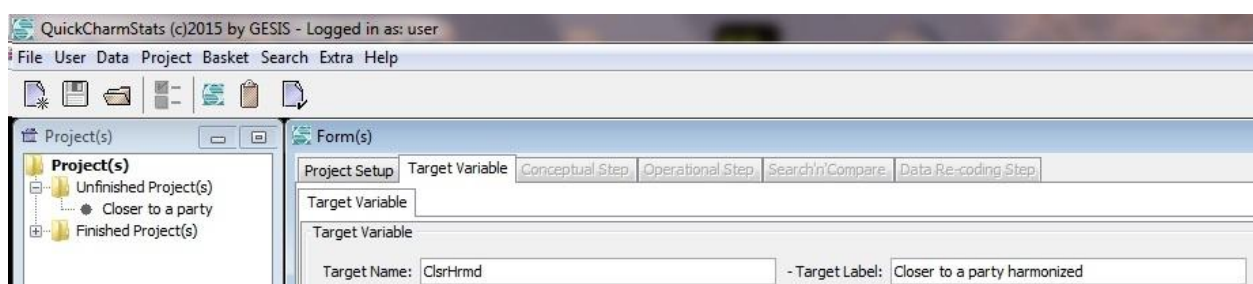 QuickCharmStats (c)2015 by GESIS - Logged in as: user
File User Data Project Basket Search Extra Help
Project(s)
Project(s)
Unfinished Project(s)
Closer to a party
Finished Project(s)
Form(s)
Project Setup Target Variable Conceptual Step Operational Step Search'n'Compare Data Re-coding Step
Target Variable
Target Variable
Target Name: ClsrHrmd - Target Label: Closer to a party harmonized